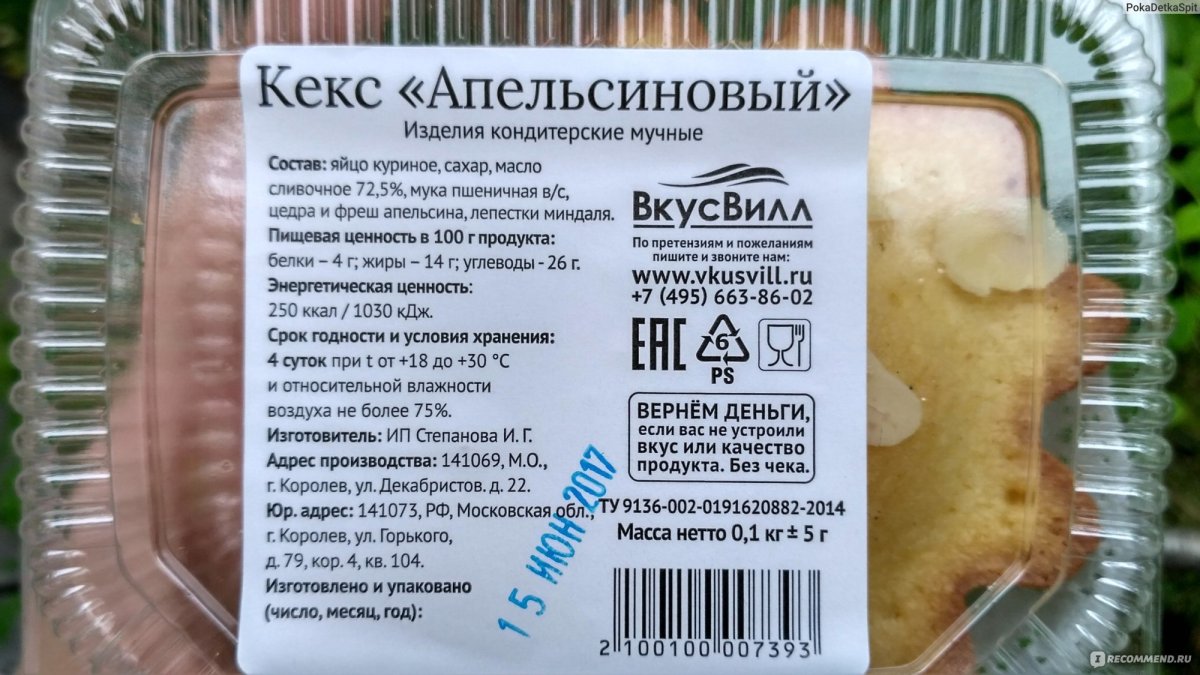 PokaDetkaSpit
Кекс «Апельсиновый»
Изделия кондитерские мучные
Состав: яйцо куриное, сахар, масло
сливочное 72,5%, мука пшеничная в/с,
цедра и фреш апельсина, лепестки миндаля.
Пищевая ценность в 100 г продукта:
белки – 4 г; жиры – 14 г; углеводы - 26 г.
Энергетическая ценность:
250 ккал / 1030 кДж.
Срок годности и условия хранения:
4 суток при t от +18 до +30 °C
и относительной влажности
воздуха не более 75%.
Изготовитель: ИП Степанова И. Г.
Адрес производства: 141069, М.О.,
г. Королев, ул. Декабристов. д. 22.
Юр. адрес: 141073, РФ, Московская обл.,
г. Королев, ул. Горького,
д. 79, кор. 4, кв. 104.
Изготовлено и упаковано
(число, месяц, год):
15 ИЮН 2017
ВкусВилл
По претензиям и пожеланиям
пишите и звоните нам:
www.vkusvill.ru
+7 (495) 663-86-02
ЕАС
6
PS
ВЕРНЁМ ДЕНЬГИ,
если вас не устроили
вкус или качество
продукта. Без чека.
ТУ 9136-002-0191620882-2014
Масса нетто 0,1 кг ± 5 г
2 100100 007393
RECOMMEND.RU